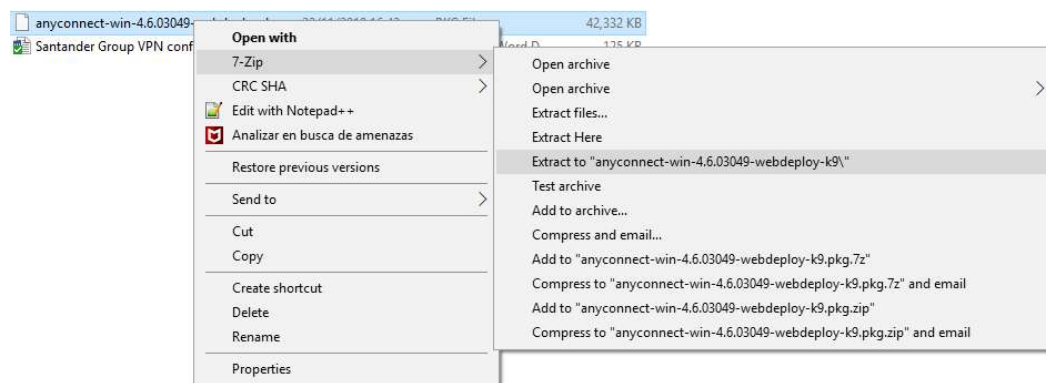 anyconnect-win-4.6.03049- 42,332 KB
Santander Group VPN conf Word D 125 KB
Open with
7-Zip
CRC SHA
Edit with Notepad++
Analizar en busca de amenazas
Restore previous versions
Send to
Cut
Copy
Create shortcut
Delete
Rename
Properties
Open archive
Open archive
Extract files...
Extract Here
Extract to "anyconnect-win-4.6.03049-webdeploy-k9\"
Test archive
Add to archive...
Compress and email...
Add to "anyconnect-win-4.6.03049-webdeploy-k9.pkg.7z"
Compress to "anyconnect-win-4.6.03049-webdeploy-k9.pkg.7z" and email
Add to "anyconnect-win-4.6.03049-webdeploy-k9.pkg.zip"
Compress to "anyconnect-win-4.6.03049-webdeploy-k9.pkg.zip" and email